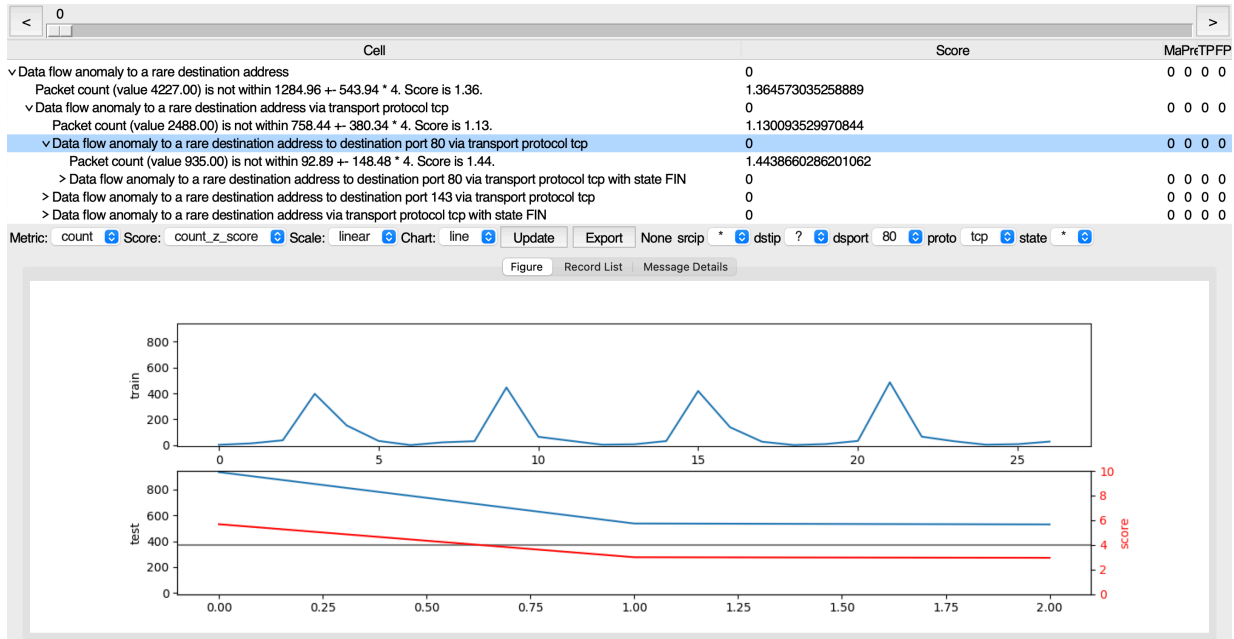 0
< >
Cell Score MaPreTPFP
v Data flow anomaly to a rare destination address 0 0 0 0 0
Packet count (value 4227.00) is not within 1284.96 +- 543.94 * 4. Score is 1.36. 1.364573035258889
v Data flow anomaly to a rare destination address via transport protocol tcp 0 0 0 0 0
Packet count (value 2488.00) is not within 758.44 +- 380.34 * 4. Score is 1.13. 1.130093529970844
v Data flow anomaly to a rare destination address to destination port 80 via transport protocol tcp 0 0 0 0 0
Packet count (value 935.00) is not within 92.89 +- 148.48 * 4. Score is 1.44. 1.4438660286201062
> Data flow anomaly to a rare destination address to destination port 80 via transport protocol tcp with state FIN 0 0 0 0 0
> Data flow anomaly to a rare destination address to destination port 143 via transport protocol tcp 0 0 0 0 0
> Data flow anomaly to a rare destination address via transport protocol tcp with state FIN 0 0 0 0 0
Metric: count Score: count_z_score Scale: linear Chart: line Update Export None srcip * dstip ? dsport 80 proto tcp state *
Figure Record List Message Details
800
600
400
200
0
train
0 5 10 15 20 25
800
600
400
200
0
test
10
8
6
4
2
0
score
0.00 0.25 0.50 0.75 1.00 1.25 1.50 1.75 2.00